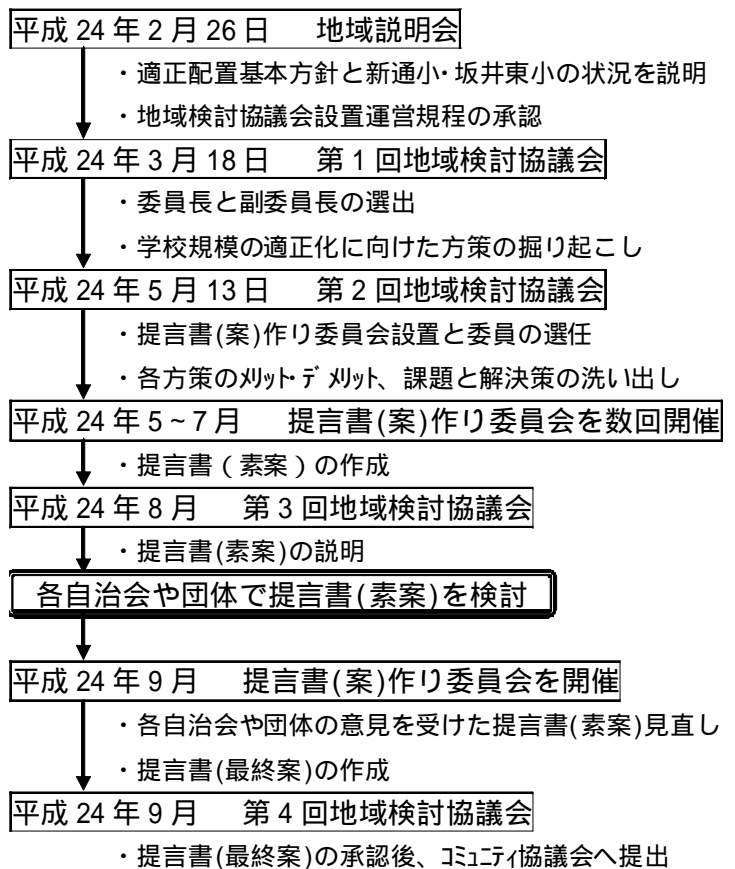 平成 24 年 2 月 26 日　地域説明会
・適正配置基本方針と新通小･坂井東小の状況を説明
・地域検討協議会設置運営規程の承認
平成 24 年 3 月 18 日　第 1 回地域検討協議会
・委員長と副委員長の選出
・学校規模の適正化に向けた方策の掘り起こし
平成 24 年 5 月 13 日　第 2 回地域検討協議会
・提言書(案)作り委員会設置と委員の選任
・各方策のﾒﾘｯﾄ･ﾃﾞﾒﾘｯﾄ、課題と解決策の洗い出し
平成 24 年 5 ~ 7 月　提言書(案)作り委員会を数回開催
・提言書（素案）の作成
平成 24 年 8 月　第 3 回地域検討協議会
・提言書(素案)の説明
各自治会や団体で提言書(素案)を検討
平成 24 年 9 月　提言書(案)作り委員会を開催
・各自治会や団体の意見を受けた提言書(素案)見直し
・提言書(最終案)の作成
平成 24 年 9 月　第 4 回地域検討協議会
・提言書(最終案)の承認後、ｺﾐｭﾆﾃｨ協議会へ提出